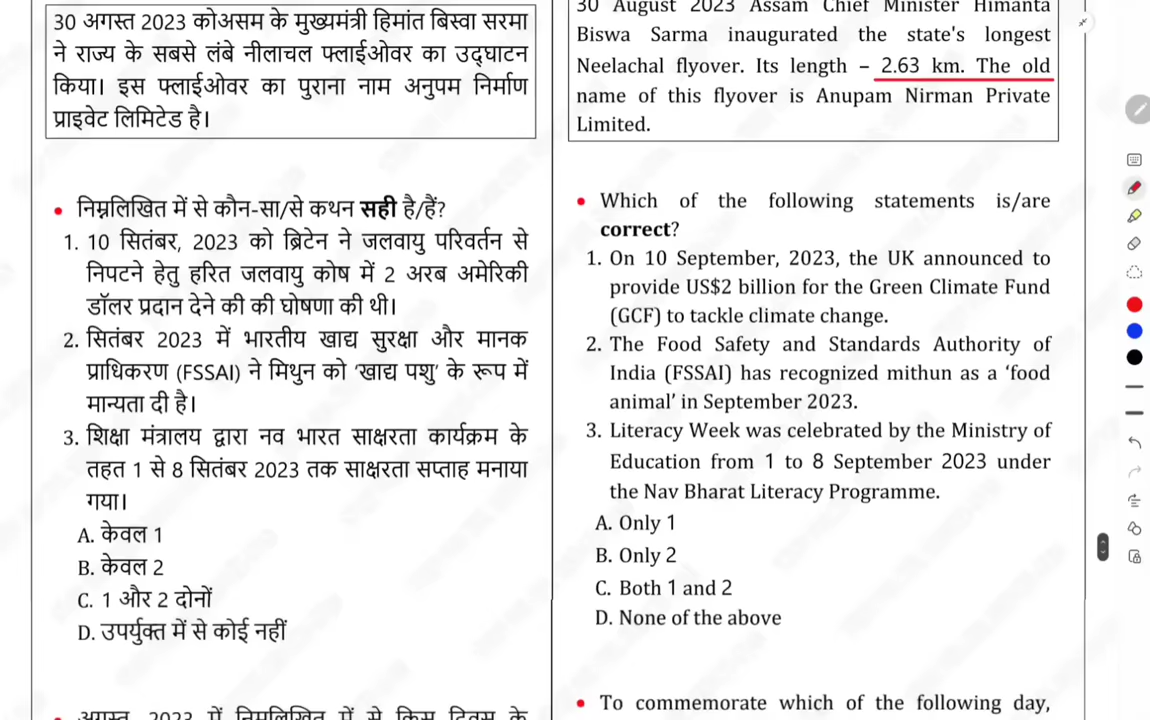 30 अगस्त 2023 कोअसम के मुख्यमंत्री हिमांत बिस्वा सरमा
ने राज्य के सबसे लंबे नीलाचल फ्लाईओवर का उद्घाटन
किया। इस फ्लाईओवर का पुराना नाम अनुपम निर्माण
प्राइवेट लिमिटेड है।
• निम्नलिखित में से कौन-सा/से कथन सही है/हैं?
1. 10 सितंबर, 2023 को ब्रिटेन ने जलवायु परिवर्तन से
निपटने हेतु हरित जलवायु कोष में 2 अरब अमेरिकी
डॉलर प्रदान देने की की घोषणा की थी।
2. सितंबर 2023 में भारतीय खाद्य सुरक्षा और मानक
प्राधिकरण (FSSAI) ने मिथुन को ‘खाद्य पशु’ के रूप में
मान्यता दी है।
3. शिक्षा मंत्रालय द्वारा नव भारत साक्षरता कार्यक्रम के
तहत 1 से 8 सितंबर 2023 तक साक्षरता सप्ताह मनाया
गया।
A. केवल 1
B. केवल 2
C. 1 और 2 दोनों
D. उपर्युक्त में से कोई नहीं
• अगस्त, 2023 में निम्नलिखित में से किस दिवस के
30 August 2023 Assam Chief Minister Himanta
Biswa Sarma inaugurated the state's longest
Neelachal flyover. Its length – 2.63 km. The old
name of this flyover is Anupam Nirman Private
Limited.
• Which of the following statements is/are
correct?
1. On 10 September, 2023, the UK announced to
provide US$2 billion for the Green Climate Fund
(GCF) to tackle climate change.
2. The Food Safety and Standards Authority of
India (FSSAI) has recognized mithun as a ‘food
animal’ in September 2023.
3. Literacy Week was celebrated by the Ministry of
Education from 1 to 8 September 2023 under
the Nav Bharat Literacy Programme.
A. Only 1
B. Only 2
C. Both 1 and 2
D. None of the above
• To commemorate which of the following day,